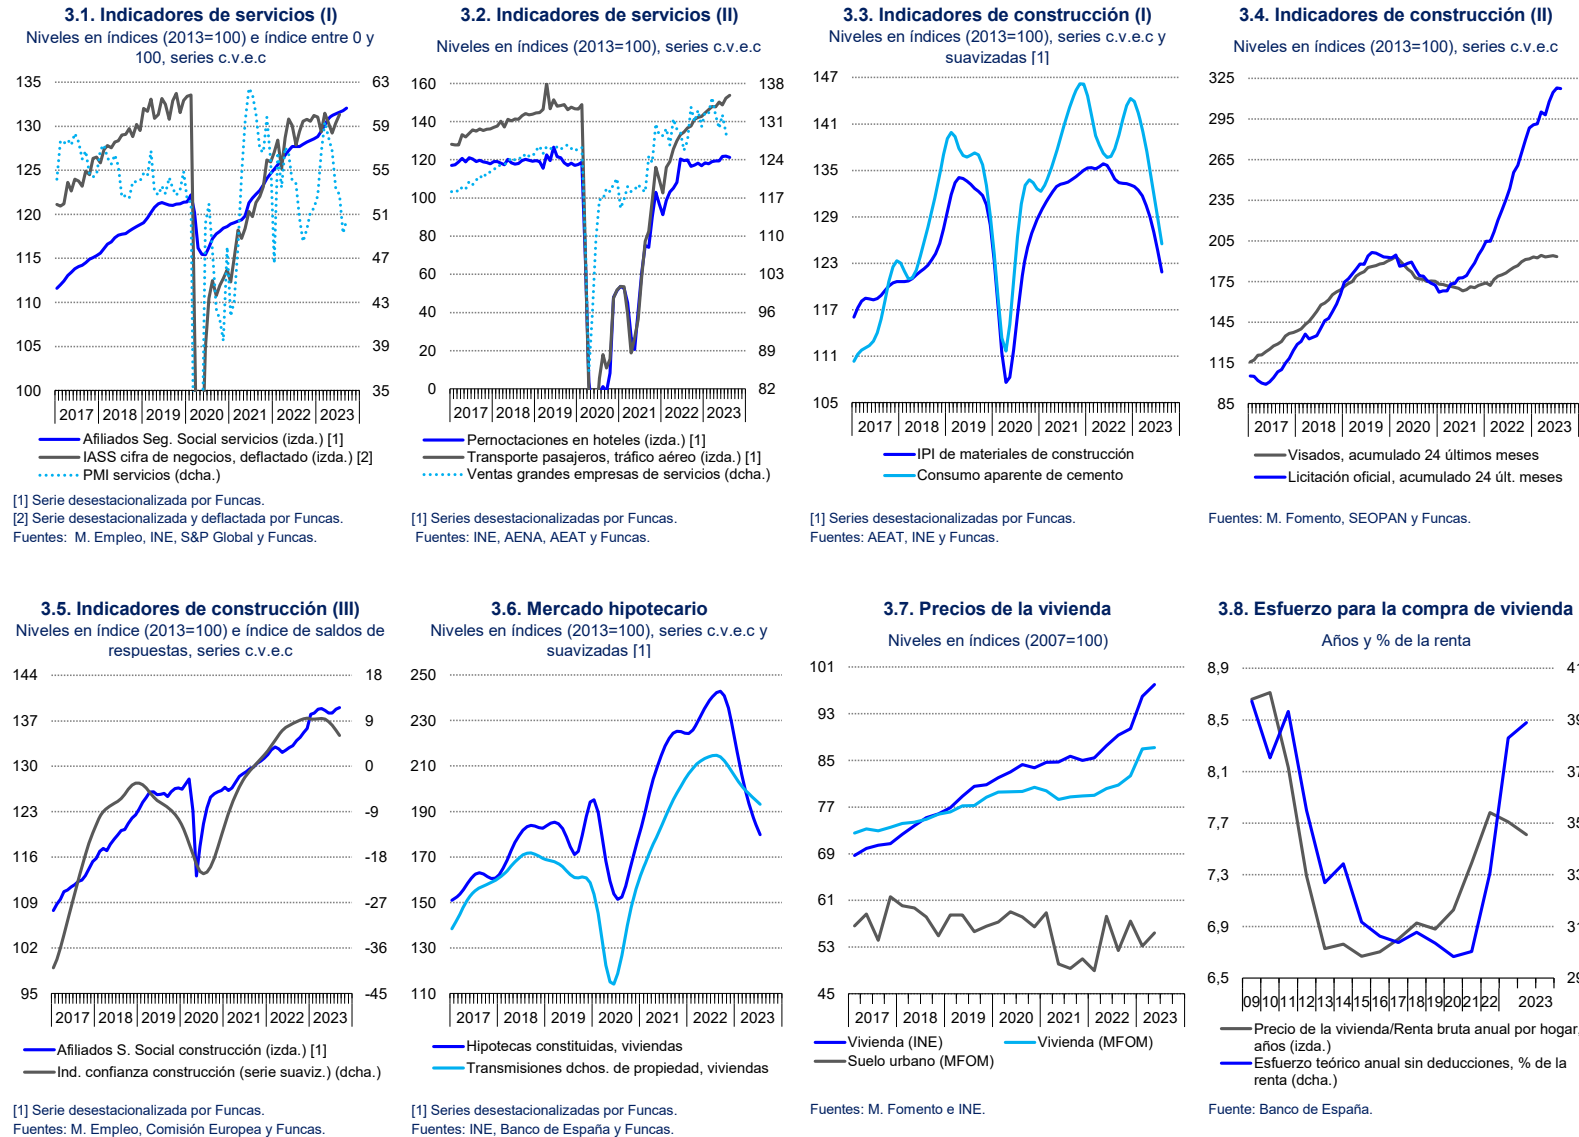 3.1. Indicadores de servicios (I)
Niveles en índices (2013=100) e índice entre 0 y
100, series c.v.e.c
135
130
125
120
115
110
105
100
63
59
55
51
47
43
39
35
2017 2018 2019 2020 2021 2022 2023
Afiliados Seg. Social servicios (izda.) [1]
IASS cifra de negocios, deflactado (izda.) [2]
PMI servicios (dcha.)
[1] Serie desestacionalizada por Funcas.
[2] Serie desestacionalizada y deflactada por Funcas.
Fuentes: M. Empleo, INE, S&P Global y Funcas.
3.2. Indicadores de servicios (II)
Niveles en índices (2013=100), series c.v.e.c
160
140
120
100
80
60
40
20
0
138
131
124
117
110
103
96
89
82
2017 2018 2019 2020 2021 2022 2023
Pernoctaciones en hoteles (izda.) [1]
Transporte pasajeros, tráfico aéreo (izda.) [1]
Ventas grandes empresas de servicios (dcha.)
[1] Series desestacionalizadas por Funcas.
Fuentes: INE, AENA, AEAT y Funcas.
3.3. Indicadores de construcción (I)
Niveles en índices (2013=100), series c.v.e.c y
suavizadas [1]
147
141
135
129
123
117
111
105
2017 2018 2019 2020 2021 2022 2023
IPI de materiales de construcción
Consumo aparente de cemento
[1] Series desestacionalizadas por Funcas.
Fuentes: AEAT, INE y Funcas.
3.4. Indicadores de construcción (II)
Niveles en índices (2013=100), series c.v.e.c
325
295
265
235
205
175
145
115
85
2017 2018 2019 2020 2021 2022 2023
Visados, acumulado 24 últimos meses
Licitación oficial, acumulado 24 últ. meses
Fuentes: M. Fomento, SEOPAN y Funcas.
3.5. Indicadores de construcción (III)
Niveles en índice (2013=100) e índice de saldos de
respuestas, series c.v.e.c
144
137
130
123
116
109
102
95
18
9
0
-9
-18
-27
-36
-45
2017 2018 2019 2020 2021 2022 2023
Afiliados S. Social construcción (izda.) [1]
Ind. confianza construcción (serie suaviz.) (dcha.)
[1] Serie desestacionalizada por Funcas.
Fuentes: M. Empleo, Comisión Europea y Funcas.
3.6. Mercado hipotecario
Niveles en índices (2013=100), series c.v.e.c y
suavizadas [1]
250
230
210
190
170
150
130
110
2017 2018 2019 2020 2021 2022 2023
Hipotecas constituidas, viviendas
Transmisiones dchos. de propiedad, viviendas
[1] Series desestacionalizadas por Funcas.
Fuentes: INE, Banco de España y Funcas.
3.7. Precios de la vivienda
Niveles en índices (2007=100)
101
93
85
77
69
61
53
45
2017 2018 2019 2020 2021 2022 2023
Vivienda (INE)
Vivienda (MFOM)
Suelo urbano (MFOM)
Fuentes: M. Fomento e INE.
3.8. Esfuerzo para la compra de vivienda
Años y % de la renta
8,9
8,5
8,1
7,7
7,3
6,9
6,5
41
39
37
35
33
31
29
09 10 11 12 13 14 15 16 17 18 19 20 21 22 2023
Precio de la vivienda/Renta bruta anual por hogar,
años (izda.)
Esfuerzo teórico anual sin deducciones, % de la
renta (dcha.)
Fuente: Banco de España.